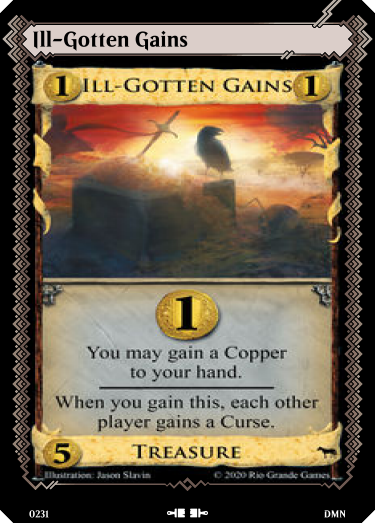 Ill-Gotten Gains
1 ILL-GOTTEN GAINS 1
1
You may gain a Copper
to your hand.
When you gain this, each other
player gains a Curse.
5 TREASURE
Illustration: Jason Slavin © 2020 Rio Grande Games
0231 DMN